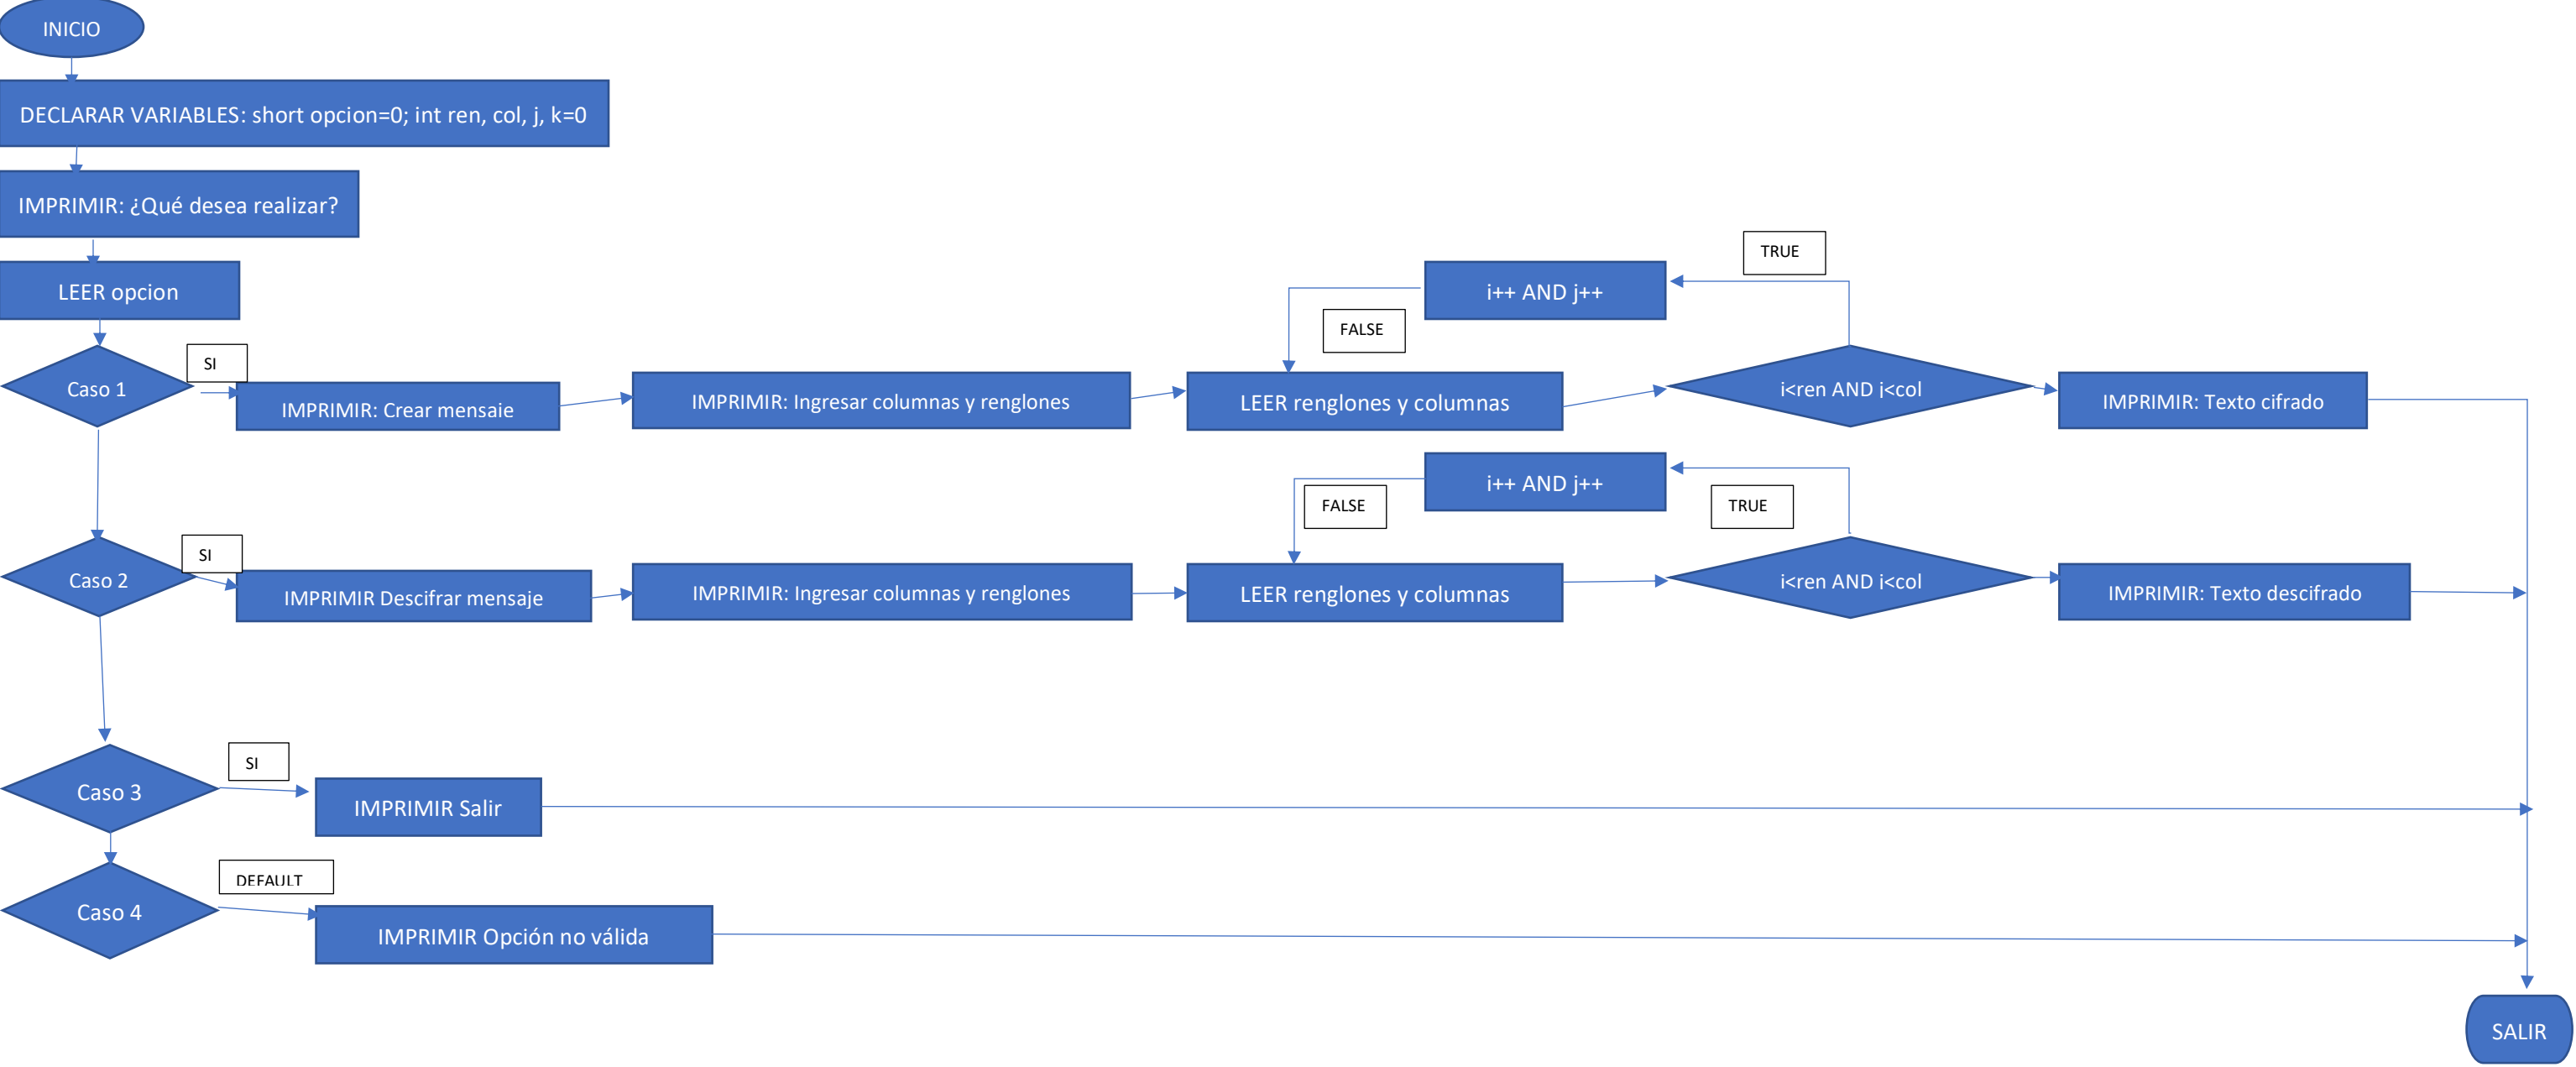 INICIO
DECLARAR VARIABLES: short opcion=0; int ren, col, j, k=0
IMPRIMIR: ¿Qué desea realizar?
LEER opcion
TRUE
i++ AND j++
FALSE
Caso 1
SI
IMPRIMIR: Crear mensaje
IMPRIMIR: Ingresar columnas y renglones
LEER renglones y columnas
i<ren AND j<col
IMPRIMIR: Texto cifrado
i++ AND j++
FALSE
TRUE
Caso 2
SI
IMPRIMIR Descifrar mensaje
IMPRIMIR: Ingresar columnas y renglones
LEER renglones y columnas
i<ren AND j<col
IMPRIMIR: Texto descifrado
Caso 3
SI
IMPRIMIR Salir
Caso 4
DEFAULT
IMPRIMIR Opción no válida
SALIR